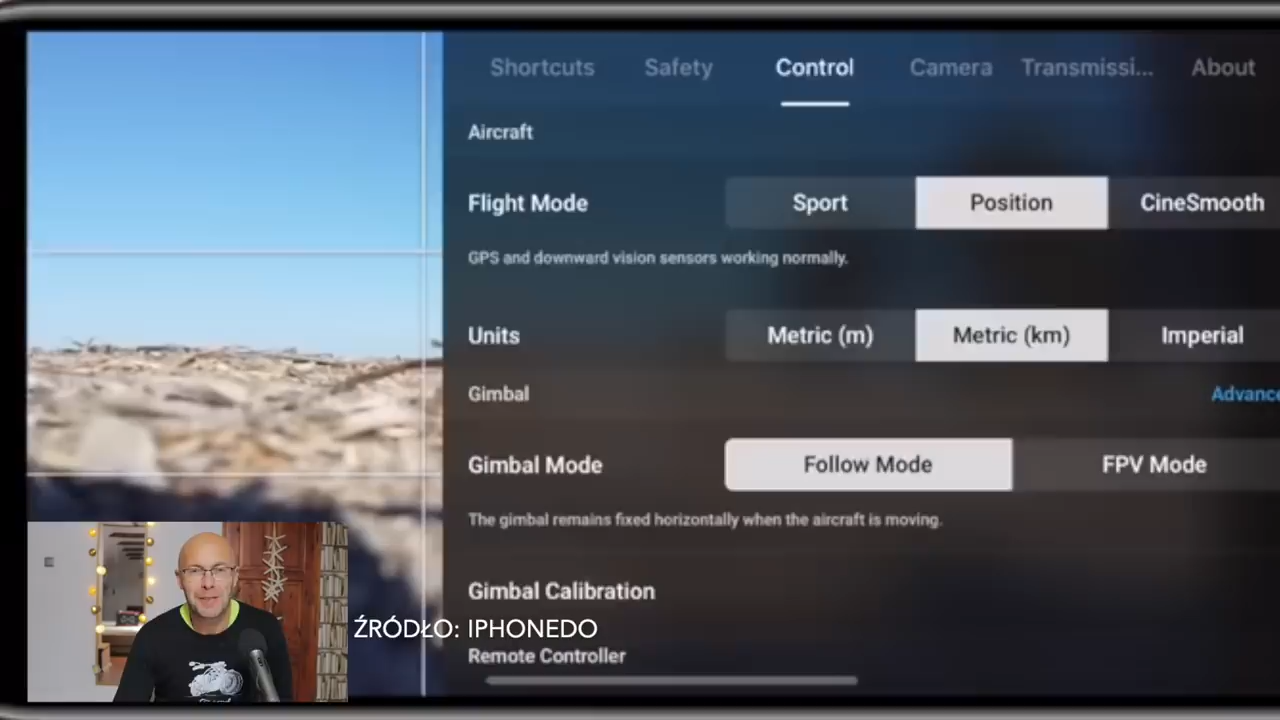 Shortcuts Safety Control Camera Transmissi... About
Aircraft
Flight Mode Sport Position CineSmooth
GPS and downward vision sensors working normally.
Units Metric (m) Metric (km) Imperial
Gimbal Advance
Gimbal Mode Follow Mode FPV Mode
The gimbal remains fixed horizontally when the aircraft is moving.
Gimbal Calibration
ŹRÓDŁO: IPHONEDO
Remote Controller